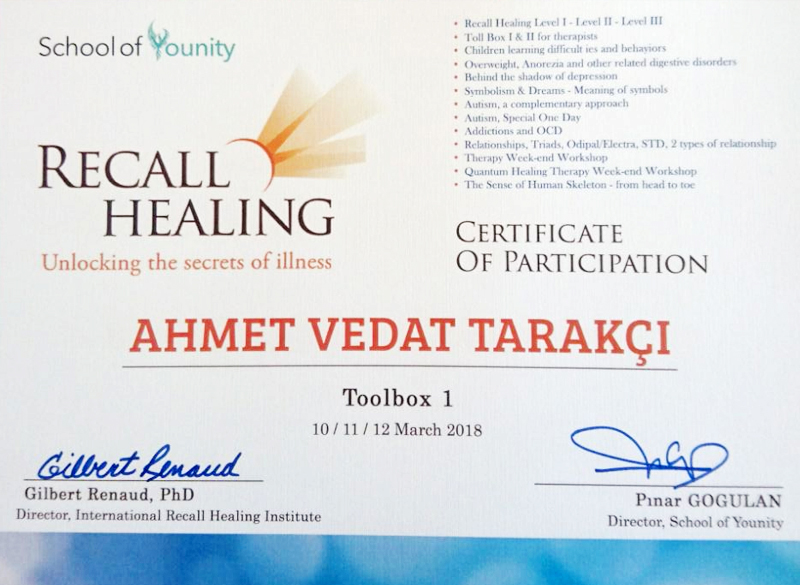 School of Younity
• Recall Healing Level I - Level II - Level III
• Toll Box I & II for therapists
• Children learning difficult ies and behayiors
• Overweight, Anorezia and other related digestive disorders
• Behind the shadow of depression
• Symbolism & Dreams - Meaning of symbols
• Autism, a complementary approach
• Autism, Special One Day
• Addictions and OCD
• Relationships, Triads, Odipal/Electra, STD, 2 types of relationship
• Therapy Week-end Workshop
• Quantum Healing Therapy Week-end Workshop
• The Sense of Human Skeleton - from head to toe
RECALL
HEALING
Unlocking the secrets of illness
CERTIFICATE
OF PARTICIPATION
AHMET VEDAT TARAKÇI
Toolbox 1
10 / 11 / 12 March 2018
Gilbert Renaud
Gilbert Renaud, PhD
Director, International Recall Healing Institute
Pınar GOGULAN
Director, School of Younity